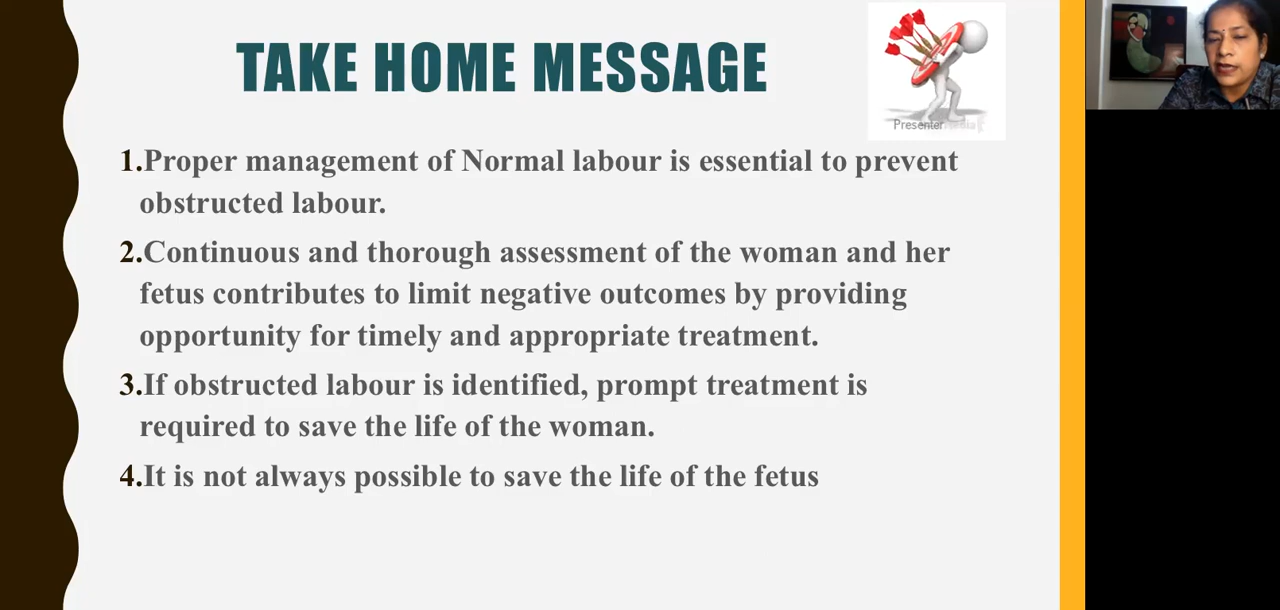 TAKE HOME MESSAGE
Presenter Media
1.Proper management of Normal labour is essential to prevent
obstructed labour.
2.Continuous and thorough assessment of the woman and her
fetus contributes to limit negative outcomes by providing
opportunity for timely and appropriate treatment.
3.If obstructed labour is identified, prompt treatment is
required to save the life of the woman.
4.It is not always possible to save the life of the fetus